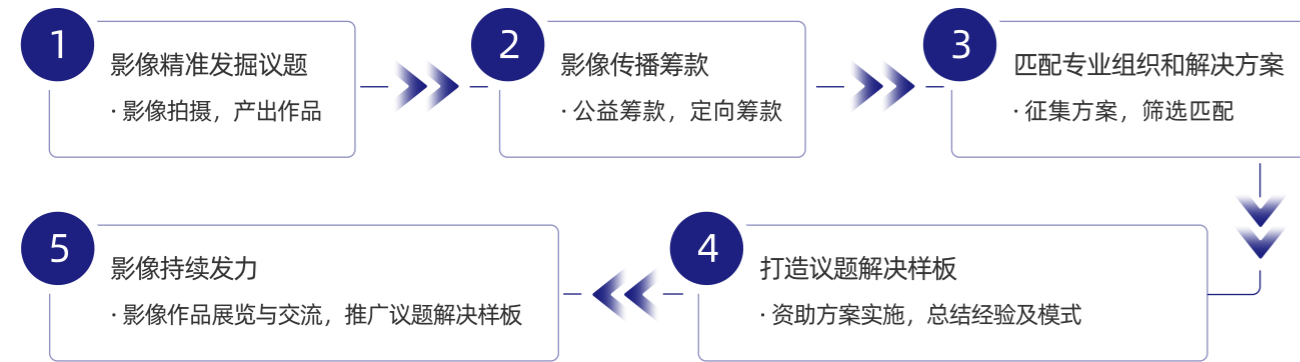 1
影像精准发掘议题
· 影像拍摄，产出作品
2
影像传播筹款
· 公益筹款，定向筹款
3
匹配专业组织和解决方案
· 征集方案，筛选匹配
4
打造议题解决样板
· 资助方案实施，总结经验及模式
5
影像持续发力
· 影像作品展览与交流，推广议题解决样板